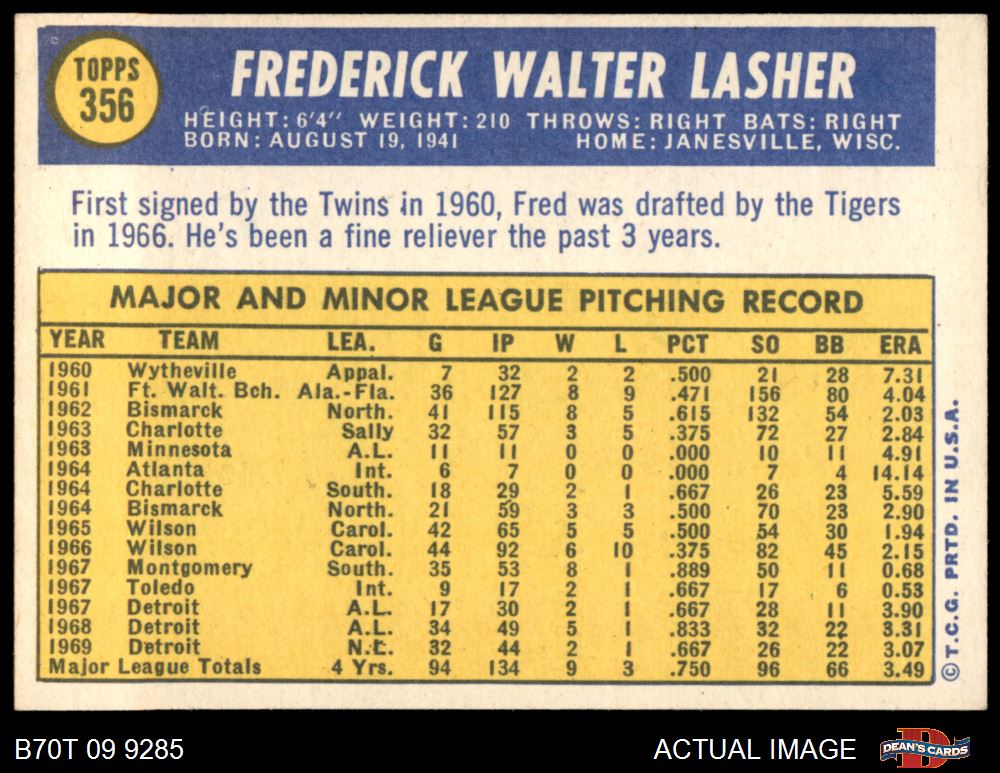 TOPPS
356
FREDERICK WALTER LASHER
HEIGHT: 6'4" WEIGHT: 210 THROWS: RIGHT BATS: RIGHT
BORN: AUGUST 19, 1941 HOME: JANESVILLE, WISC.
First signed by the Twins in 1960, Fred was drafted by the Tigers
in 1966. He's been a fine reliever the past 3 years.
MAJOR AND MINOR LEAGUE PITCHING RECORD
YEAR TEAM LEA. G IP W L PCT SO BB ERA
1960 Wytheville Appal. 7 32 2 2 .500 21 28 7.31
1961 Ft. Walt. Bch. Ala.-Fla. 36 127 8 9 .471 156 80 4.04
1962 Bismarck North. 41 115 8 5 .615 132 54 2.03
1963 Charlotte Sally 32 57 3 5 .375 72 27 2.84
1963 Minnesota A.L. 11 11 0 0 .000 10 11 4.91
1964 Atlanta Int. 6 7 0 0 .000 7 4 14.14
1964 Charlotte South. 18 29 2 1 .667 26 23 5.59
1964 Bismarck North. 21 59 3 3 .500 70 23 2.90
1965 Wilson Carol. 42 65 5 5 .500 54 30 1.94
1966 Wilson Carol. 44 92 6 10 .375 82 45 2.15
1967 Montgomery South. 35 53 8 1 .889 50 11 0.68
1967 Toledo Int. 9 17 2 1 .667 17 6 0.53
1967 Detroit A.L. 17 30 2 1 .667 28 11 3.90
1968 Detroit A.L. 34 49 5 1 .833 32 22 3.31
1969 Detroit N.L. 32 44 2 1 .667 26 22 3.07
Major League Totals 4 Yrs. 94 134 9 3 .750 96 66 3.49
© T.C.G. PRTD. IN U.S.A.
B70T 09 9285 ACTUAL IMAGE
DEAN'S CARDS